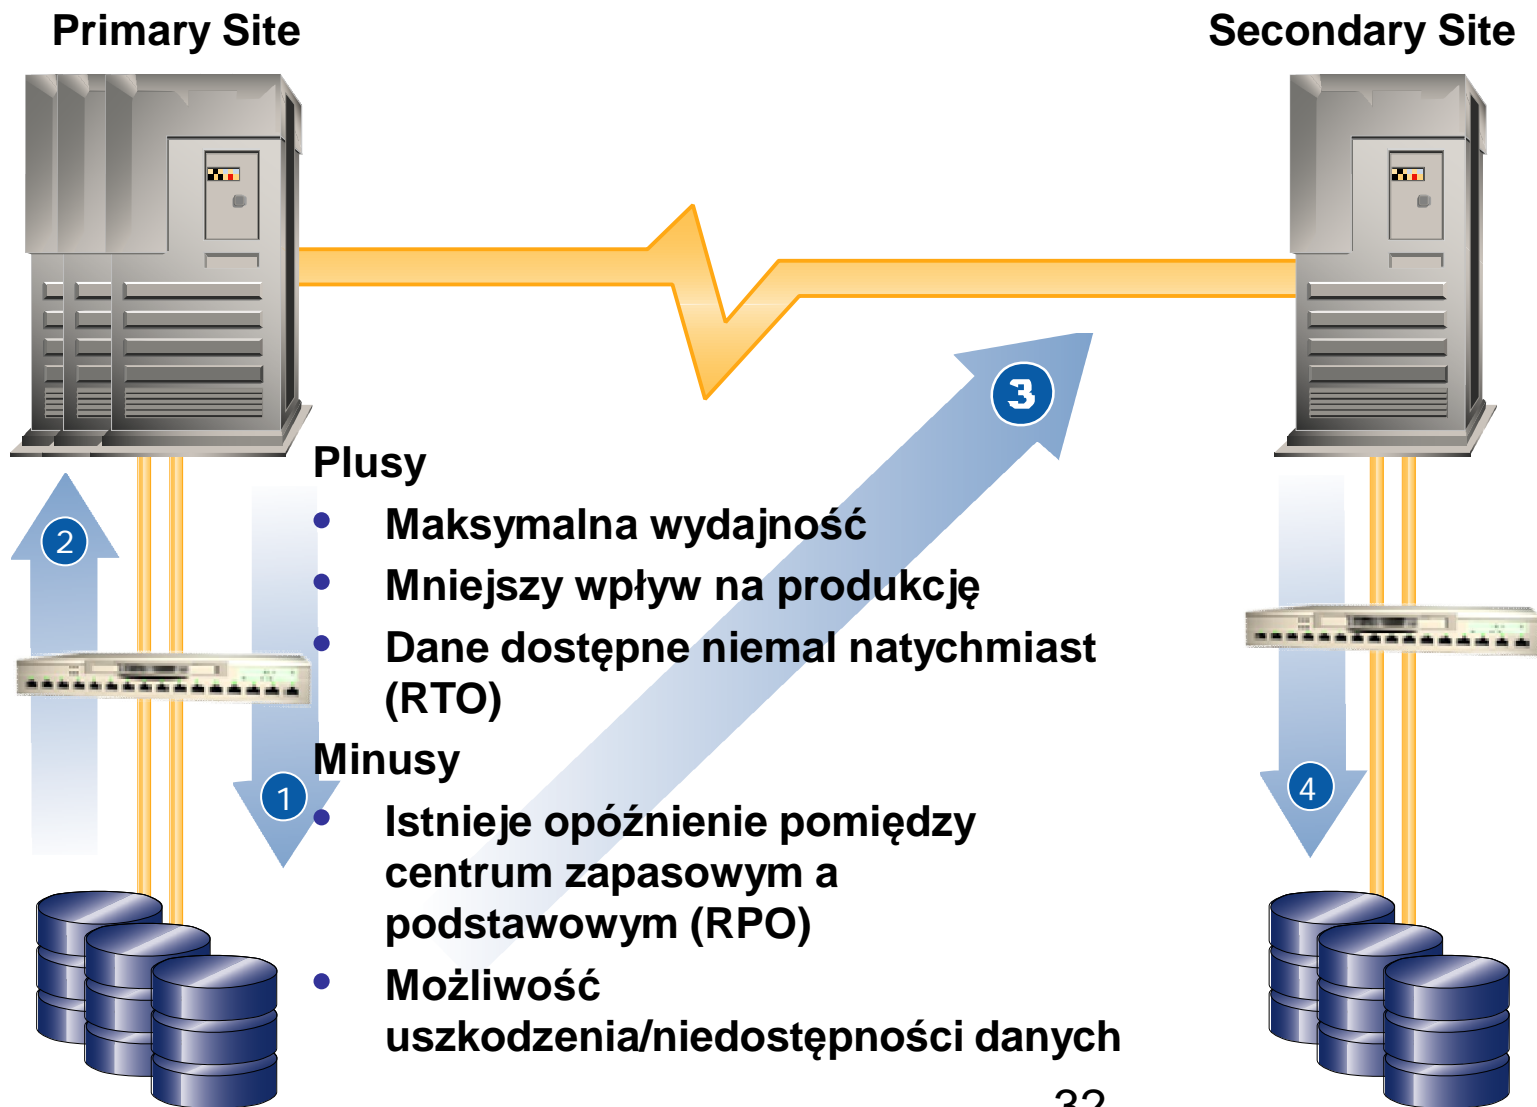 Primary Site
Secondary Site
3
Plusy
2
• Maksymalna wydajność
• Mniejszy wpływ na produkcję
• Dane dostępne niemal natychmiast
(RTO)
Minusy
1
4
• Istnieje opóźnienie pomiędzy
centrum zapasowym a
podstawowym (RPO)
• Możliwość
uszkodzenia/niedostępności danych
32